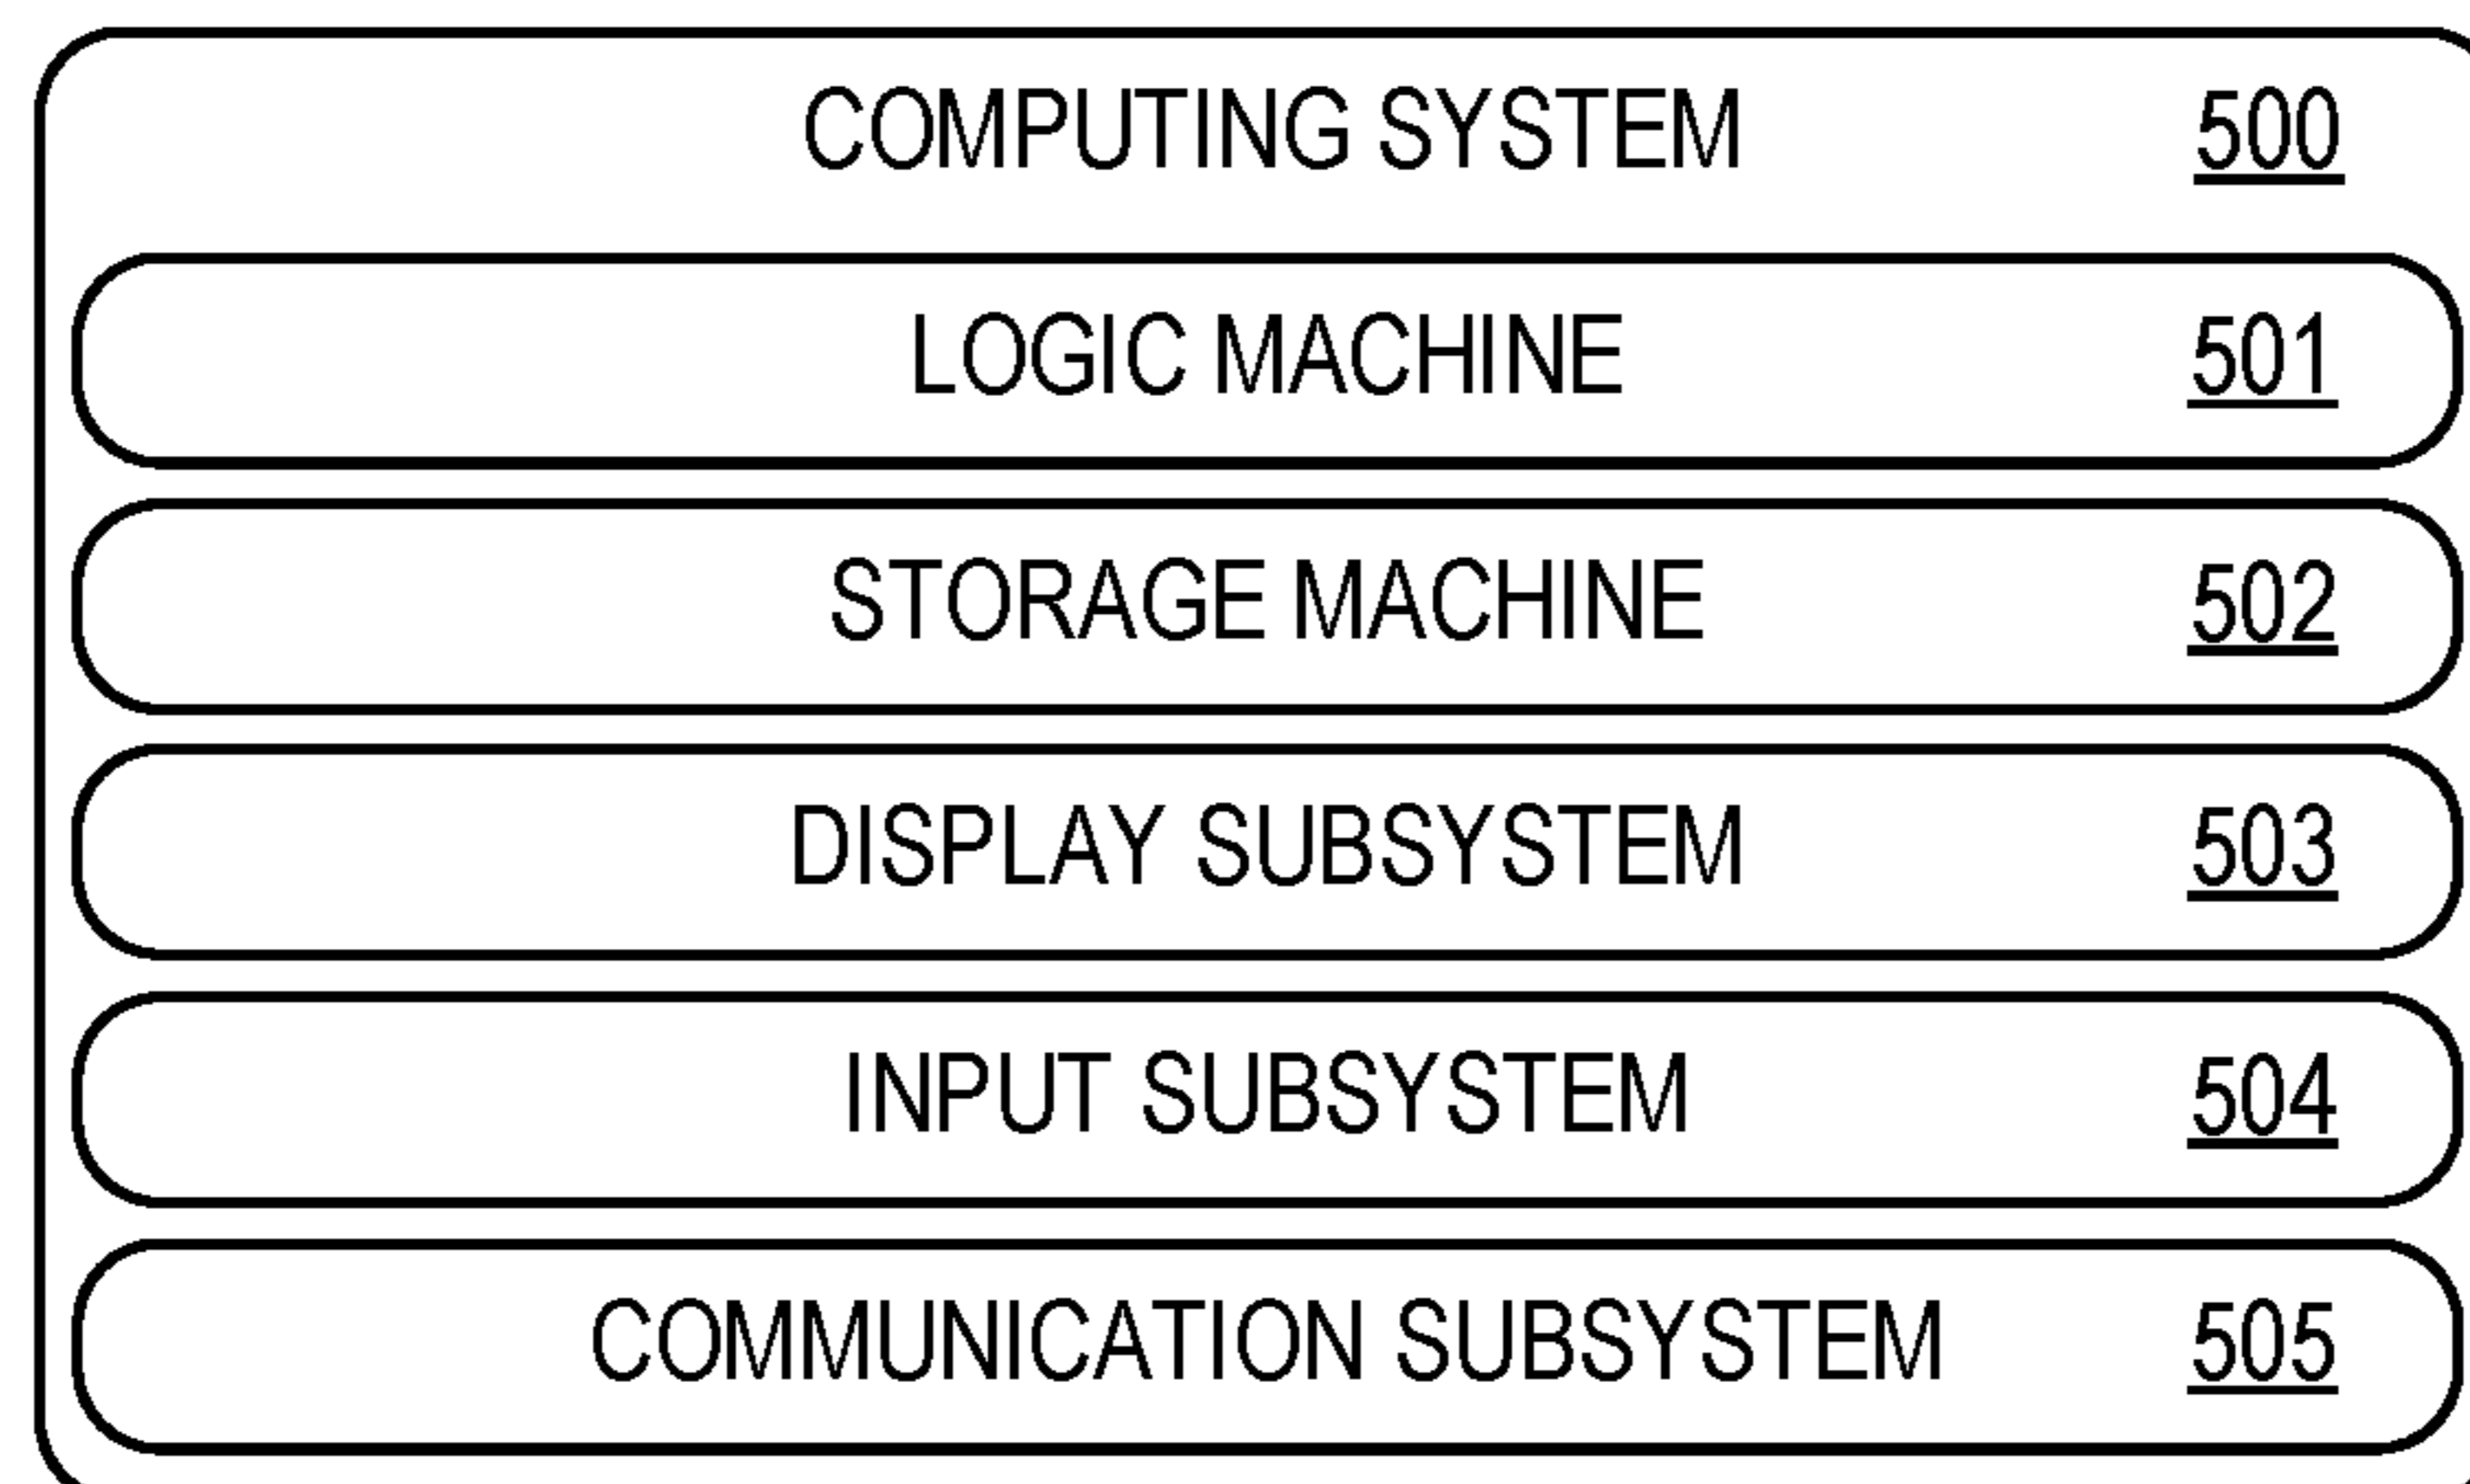 COMPUTING SYSTEM 500
LOGIC MACHINE 501
STORAGE MACHINE 502
DISPLAY SUBSYSTEM 503
INPUT SUBSYSTEM 504
COMMUNICATION SUBSYSTEM 505